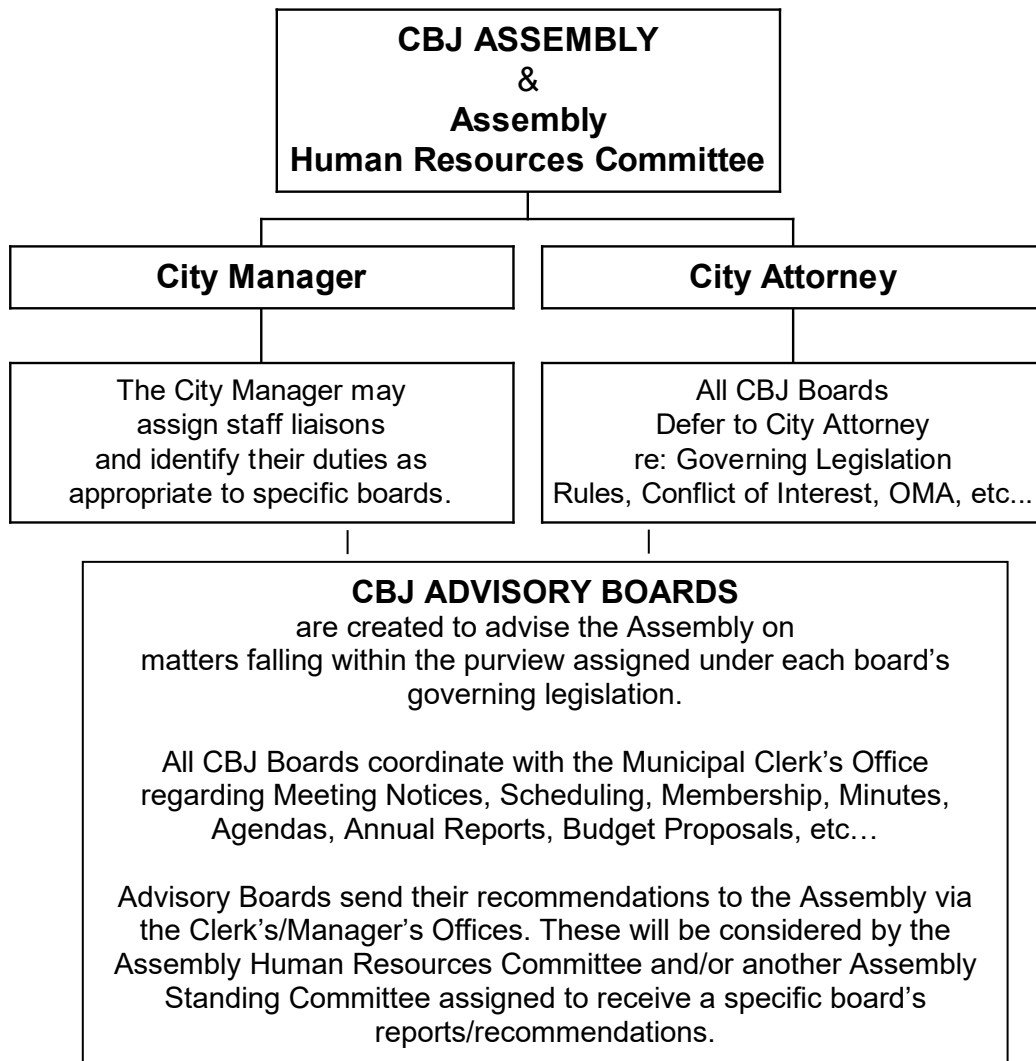 CBJ ASSEMBLY
&
Assembly
Human Resources Committee
City Manager
City Attorney
The City Manager may
assign staff liaisons
and identify their duties as
appropriate to specific boards.
All CBJ Boards
Defer to City Attorney
re: Governing Legislation
Rules, Conflict of Interest, OMA, etc...
CBJ ADVISORY BOARDS
are created to advise the Assembly on
matters falling within the purview assigned under each board’s
governing legislation.
All CBJ Boards coordinate with the Municipal Clerk’s Office
regarding Meeting Notices, Scheduling, Membership, Minutes,
Agendas, Annual Reports, Budget Proposals, etc…
Advisory Boards send their recommendations to the Assembly via
the Clerk’s/Manager’s Offices. These will be considered by the
Assembly Human Resources Committee and/or another Assembly
Standing Committee assigned to receive a specific board’s
reports/recommendations.